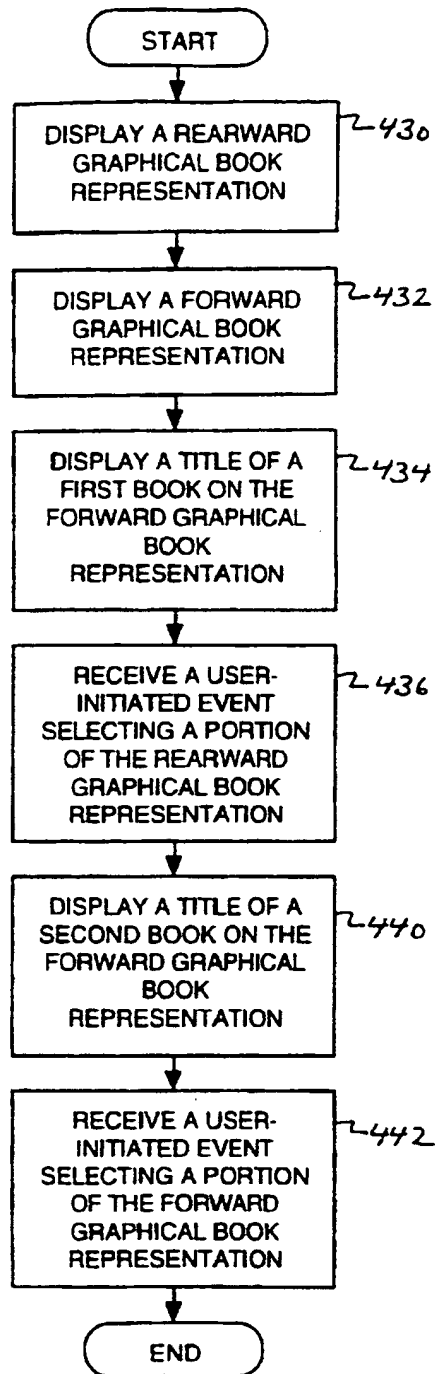 START
DISPLAY A REARWARD
GRAPHICAL BOOK
REPRESENTATION
430
DISPLAY A FORWARD
GRAPHICAL BOOK
REPRESENTATION
432
DISPLAY A TITLE OF A
FIRST BOOK ON THE
FORWARD GRAPHICAL
BOOK
REPRESENTATION
434
RECEIVE A USER-
INITIATED EVENT
SELECTING A PORTION
OF THE REARWARD
GRAPHICAL BOOK
REPRESENTATION
436
DISPLAY A TITLE OF A
SECOND BOOK ON THE
FORWARD GRAPHICAL
BOOK
REPRESENTATION
440
RECEIVE A USER-
INITIATED EVENT
SELECTING A PORTION
OF THE FORWARD
GRAPHICAL BOOK
REPRESENTATION
442
END